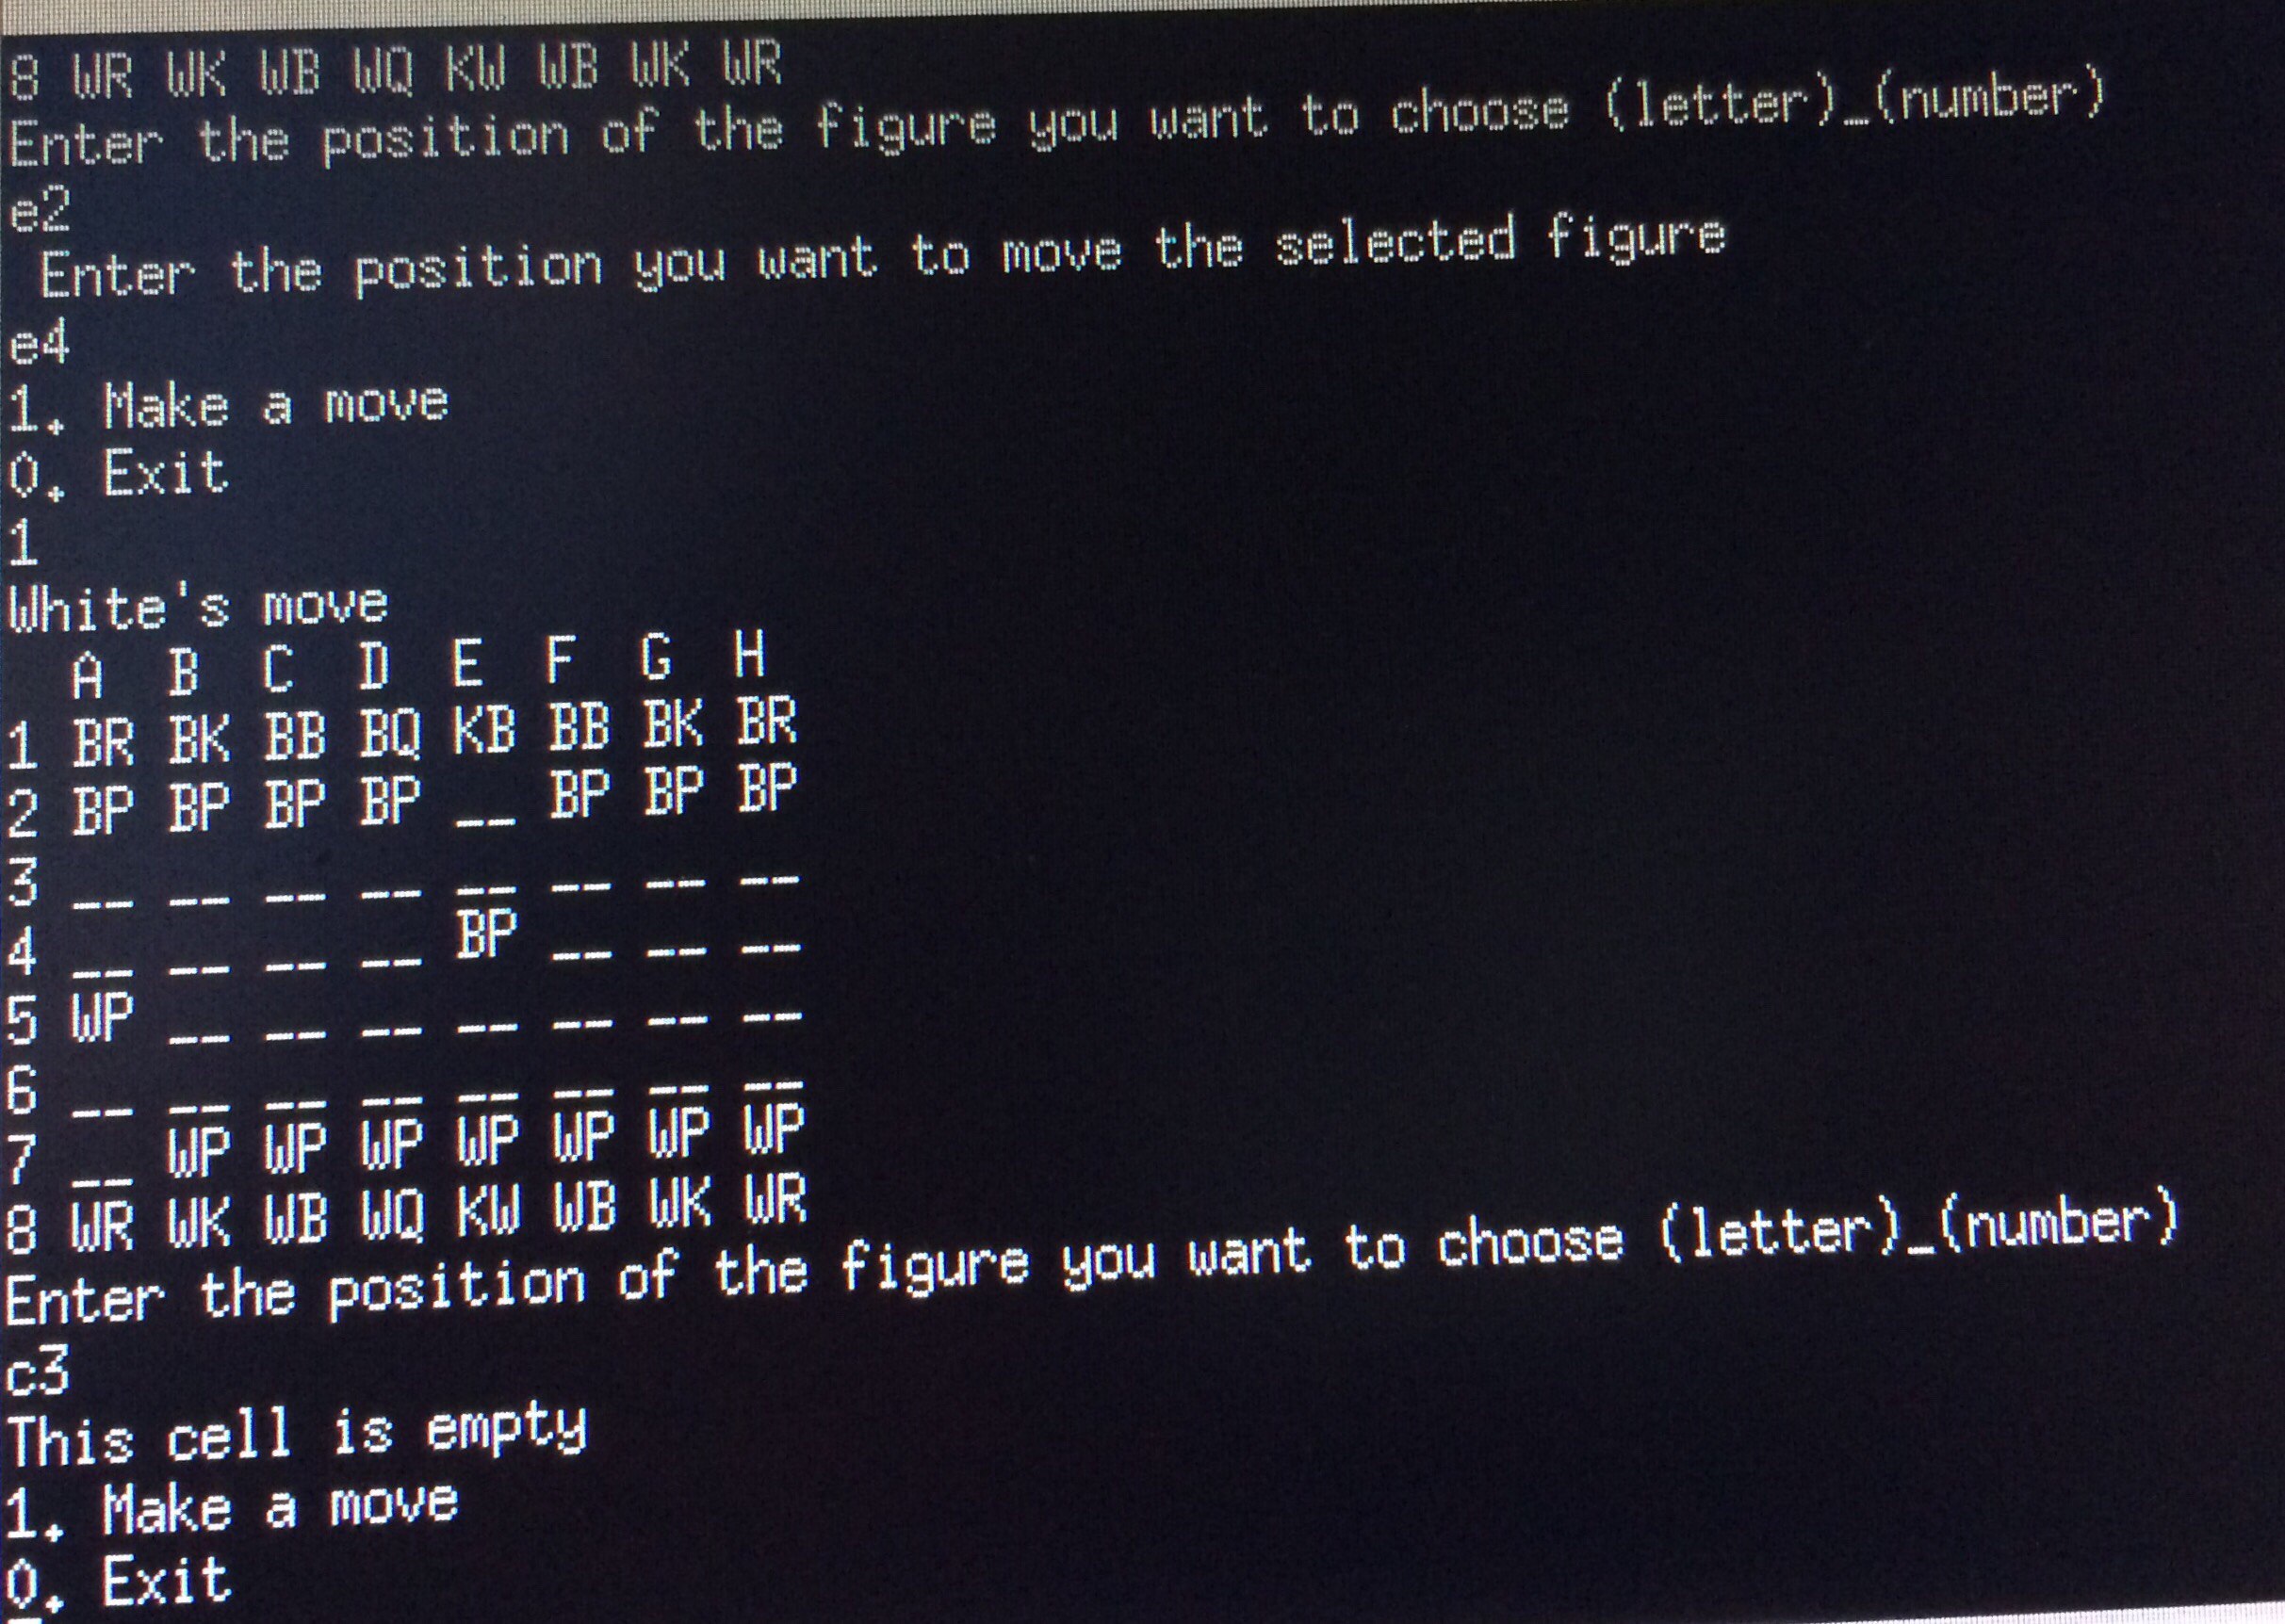 8 WR WK WB WQ KW WB WK WR
Enter the position of the figure you want to choose (letter)_(number)
e2
 Enter the position you want to move the selected figure
e4
1. Make a move
0. Exit
1
White's move
  A  B  C  D  E  F  G  H
1 BR BK BB BQ KB BB BK BR
2 BP BP BP BP __ BP BP BP
3 __ __ __ __ __ __ __ __
4 __ __ __ __ BP __ __ __
5 WP __ __ __ __ __ __ __
6 __ __ __ __ __ __ __ __
7 __ WP WP WP WP WP WP WP
8 WR WK WB WQ KW WB WK WR
Enter the position of the figure you want to choose (letter)_(number)
c3
This cell is empty
1. Make a move
0. Exit